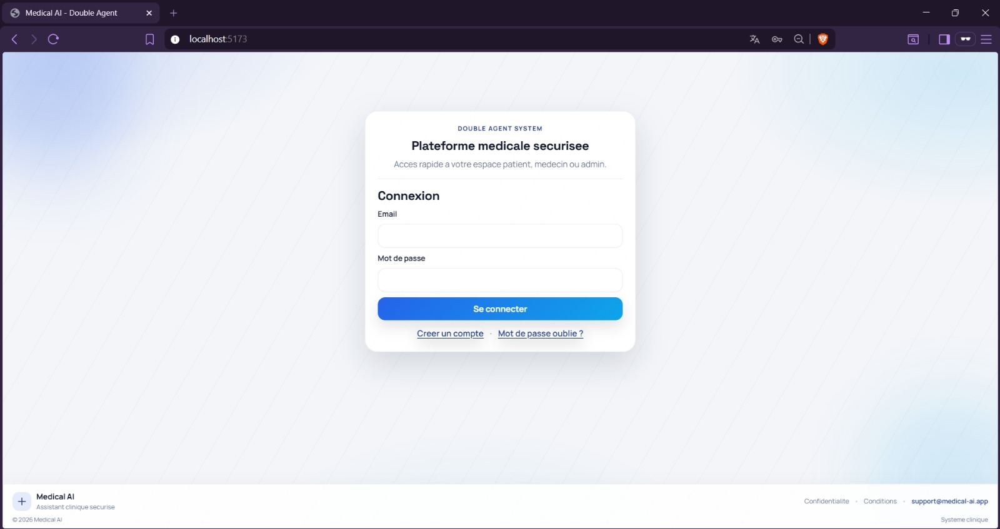 Medical AI - Double Agent
localhost:5173
DOUBLE AGENT SYSTEM
Plateforme medicale securisee
Acces rapide a votre espace patient, medecin ou admin.
Connexion
Email
Mot de passe
Se connecter
Creer un compte · Mot de passe oublie ?
Medical AI
Assistant clinique securise
Confidentialite • Conditions • support@medical-ai.app
© 2026 Medical AI
Systeme clinique